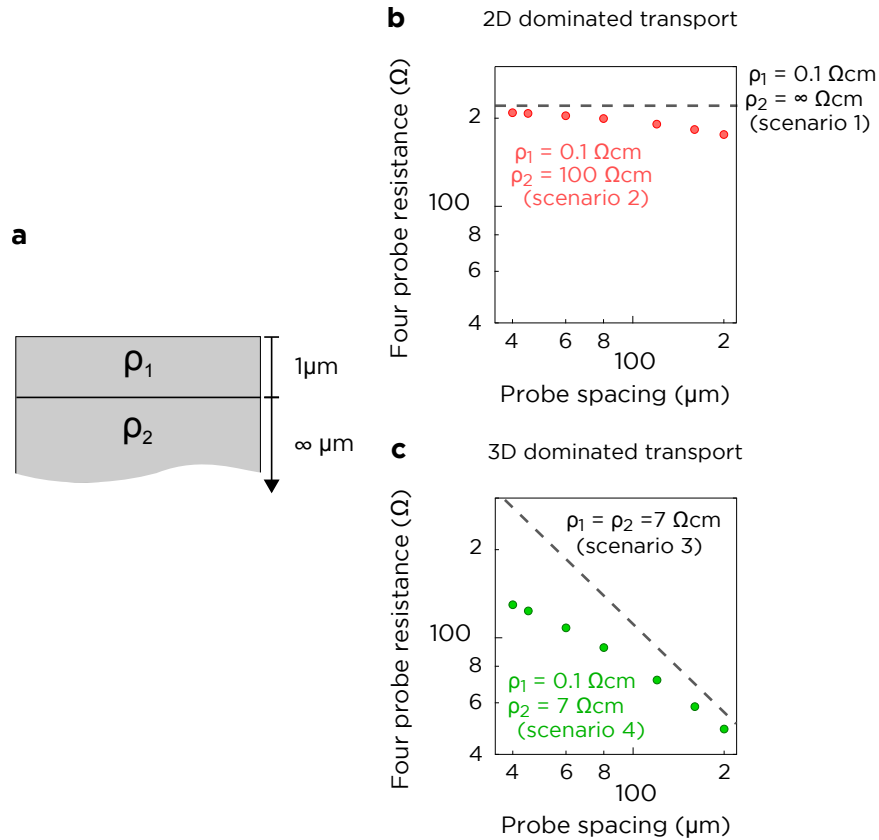 a
ρ1
ρ2
1µm
∞ µm
b
2D dominated transport
Four probe resistance (Ω)
2
100
8
6
4
ρ1 = 0.1 Ωcm
ρ2 = ∞ Ωcm
(scenario 1)
ρ1 = 0.1 Ωcm
ρ2 = 100 Ωcm
(scenario 2)
4
6
8
100
2
Probe spacing (µm)
c
3D dominated transport
Four probe resistance (Ω)
2
100
8
6
4
ρ1 = ρ2 =7 Ωcm
(scenario 3)
ρ1 = 0.1 Ωcm
ρ2 = 7 Ωcm
(scenario 4)
4
6
8
100
2
Probe spacing (µm)